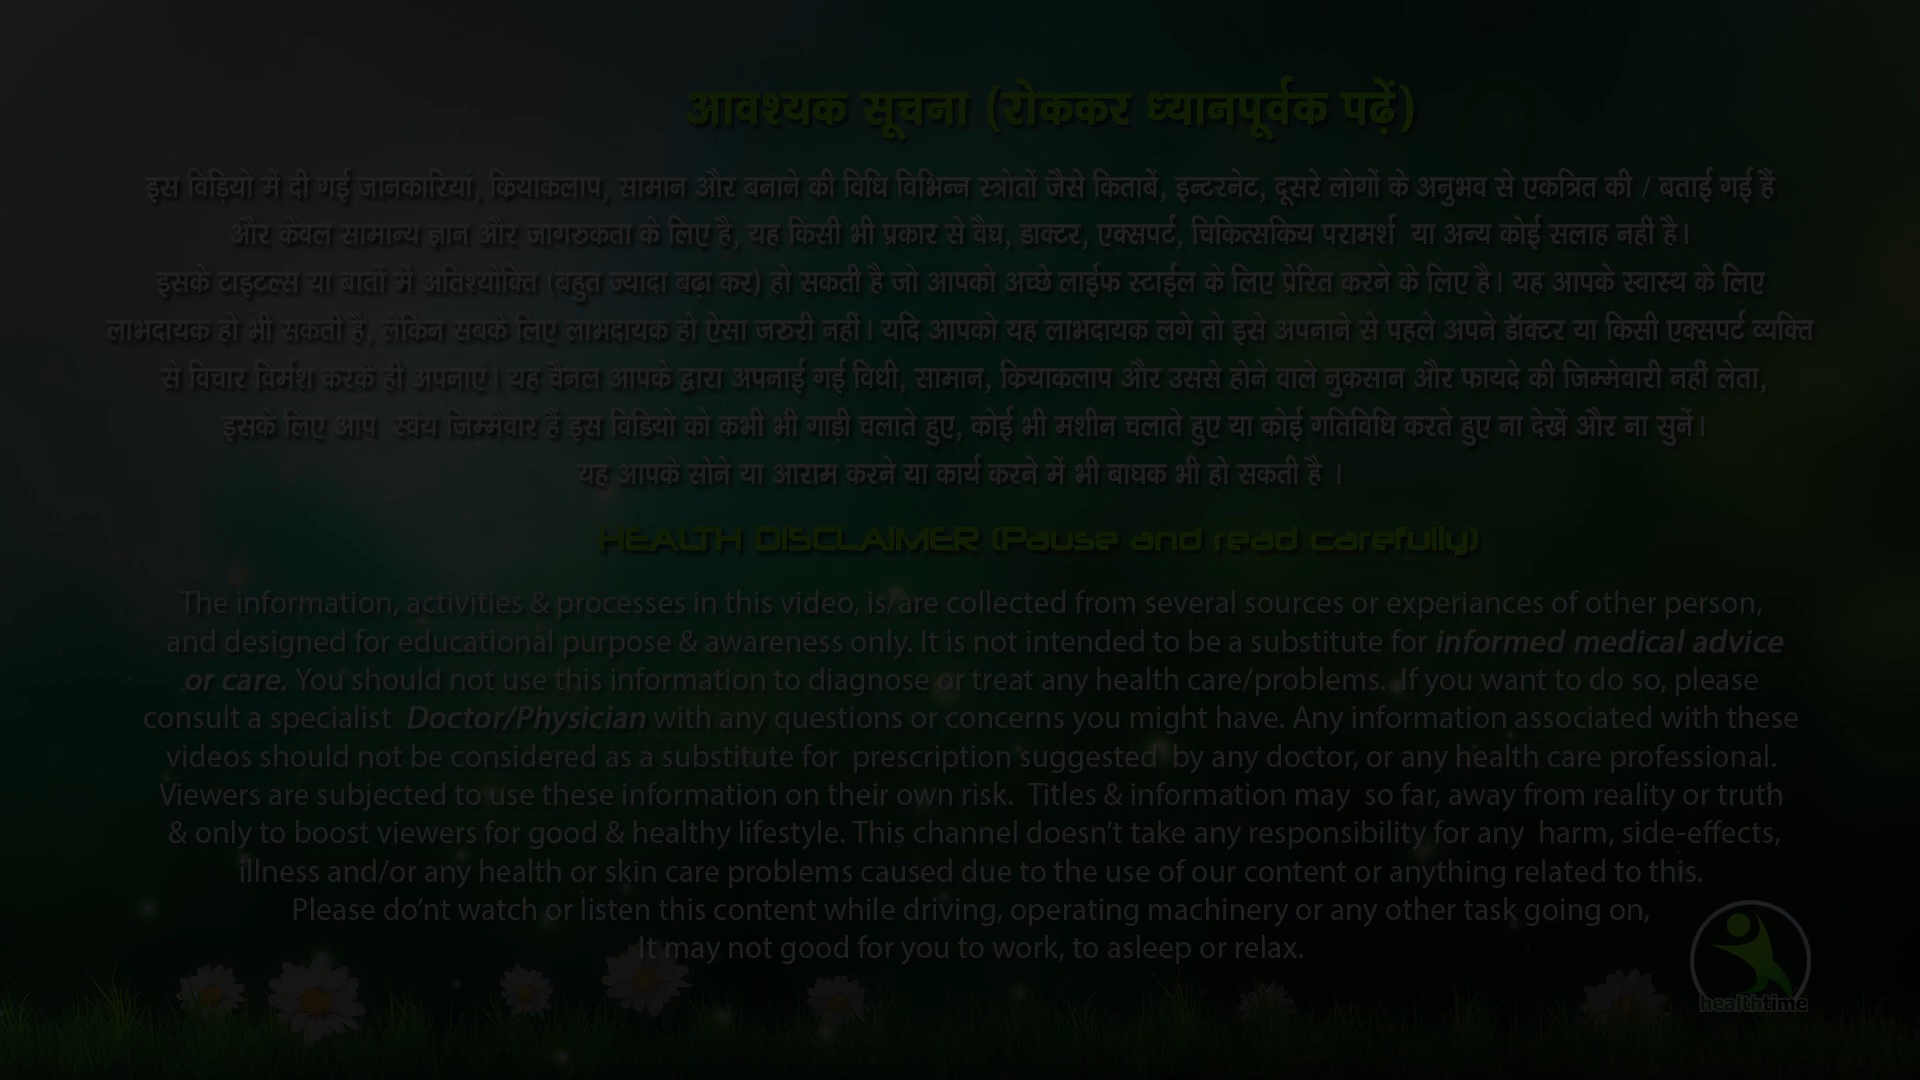 आवश्यक सूचना (रोककर ध्यानपूर्वक पढ़ें)
इस विडियो में दी गई जानकारियां, क्रियाकलाप, सामान और बनाने की विधि विभिन्न स्त्रोतों जैसे किताबें, इन्टरनेट, दूसरे लोगों के अनुभव से एकत्रित की / बताई गई हैं
और केवल सामान्य ज्ञान और जागरुकता के लिए है, यह किसी भी प्रकार से वैघ, डाक्टर, एक्सपर्ट, चिकित्सकिय परामर्श या अन्य कोई सलाह नहीं है।
इसके टाइटल्स या बातों में अतिश्योक्ति (बहुत ज्यादा बढ़ा कर) हो सकती है जो आपको अच्छे लाईफ स्टाईल के लिए प्रेरित करने के लिए है। यह आपके स्वास्थ के लिए
लाभदायक हो भी सकती है, लेकिन सबके लिए लाभदायक हो ऐसा जरुरी नहीं। यदि आपको यह लाभदायक लगे तो इसे अपनाने से पहले अपने डॉक्टर या किसी एक्सपर्ट व्यक्ति
से विचार विर्मश करके ही अपनाएं। यह चैनल आपके द्वारा अपनाई गई विधी, सामान, क्रियाकलाप और उससे होने वाले नुकसान और फायदे की जिम्मेवारी नहीं लेता,
इसके लिए आप स्वंय जिम्मेवार हैं इस विडियो को कभी भी गाड़ी चलाते हुए, कोई भी मशीन चलाते हुए या कोई गतिविधि करते हुए ना देखें और ना सुनें।
यह आपके सोने या आराम करने या कार्य करने में भी बाधक भी हो सकती है ।
HEALTH DISCLAIMER (Pause and read carefully)
The information, activities & processes in this video, is/are collected from several sources or experiances of other person,
and designed for educational purpose & awareness only. It is not intended to be a substitute for informed medical advice
or care. You should not use this information to diagnose or treat any health care/problems. If you want to do so, please
consult a specialist Doctor/Physician with any questions or concerns you might have. Any information associated with these
videos should not be considered as a substitute for prescription suggested by any doctor, or any health care professional.
Viewers are subjected to use these information on their own risk. Titles & information may so far, away from reality or truth
& only to boost viewers for good & healthy lifestyle. This channel doesn't take any responsibility for any harm, side-effects,
illness and/or any health or skin care problems caused due to the use of our content or anything related to this.
Please do'nt watch or listen this content while driving, operating machinery or any other task going on,
It may not good for you to work, to asleep or relax.
healthtime